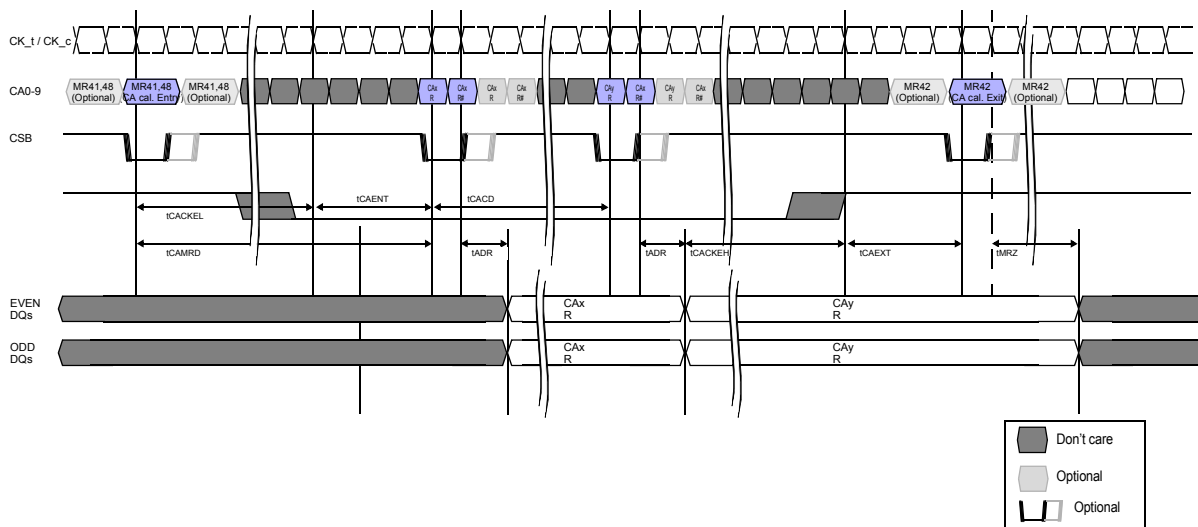 CK_t / CK_c
CA0-9
MR41,48
(Optional)
MR41,48
CA cal. Entry
MR41,48
(Optional)
CAx
R
CAx
R#
CAx
R
CAx
R#
CAy
R
CAx
R#
CAy
R
CAx
R#
MR42
(Optional)
MR42
CA cal. Exit
MR42
(Optional)
CSB
tCACKEL
tCAENT
tCACD
tCAMRD
tADR
tADR
tCACKEH
tCAEXT
tMRZ
EVEN
DQs
CAx
R
CAy
R
ODD
DQs
CAx
R
CAy
R
Don't care
Optional
Optional